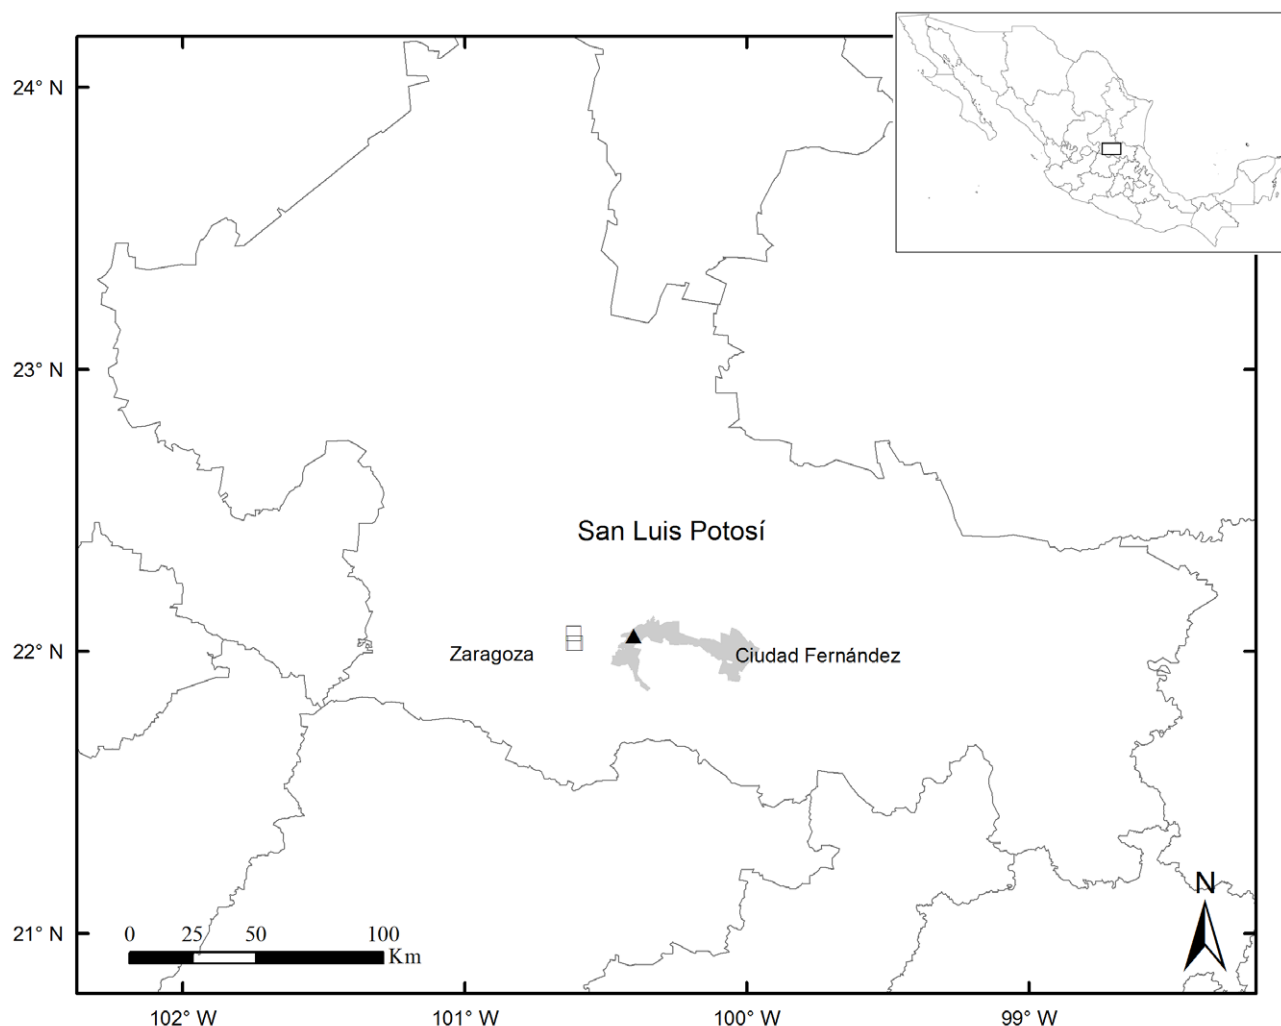 24° N
23° N
San Luis Potosí
Zaragoza
Ciudad Fernández
22° N
N
21° N
0 25 50 100
Km
102° W 101° W 100° W 99° W